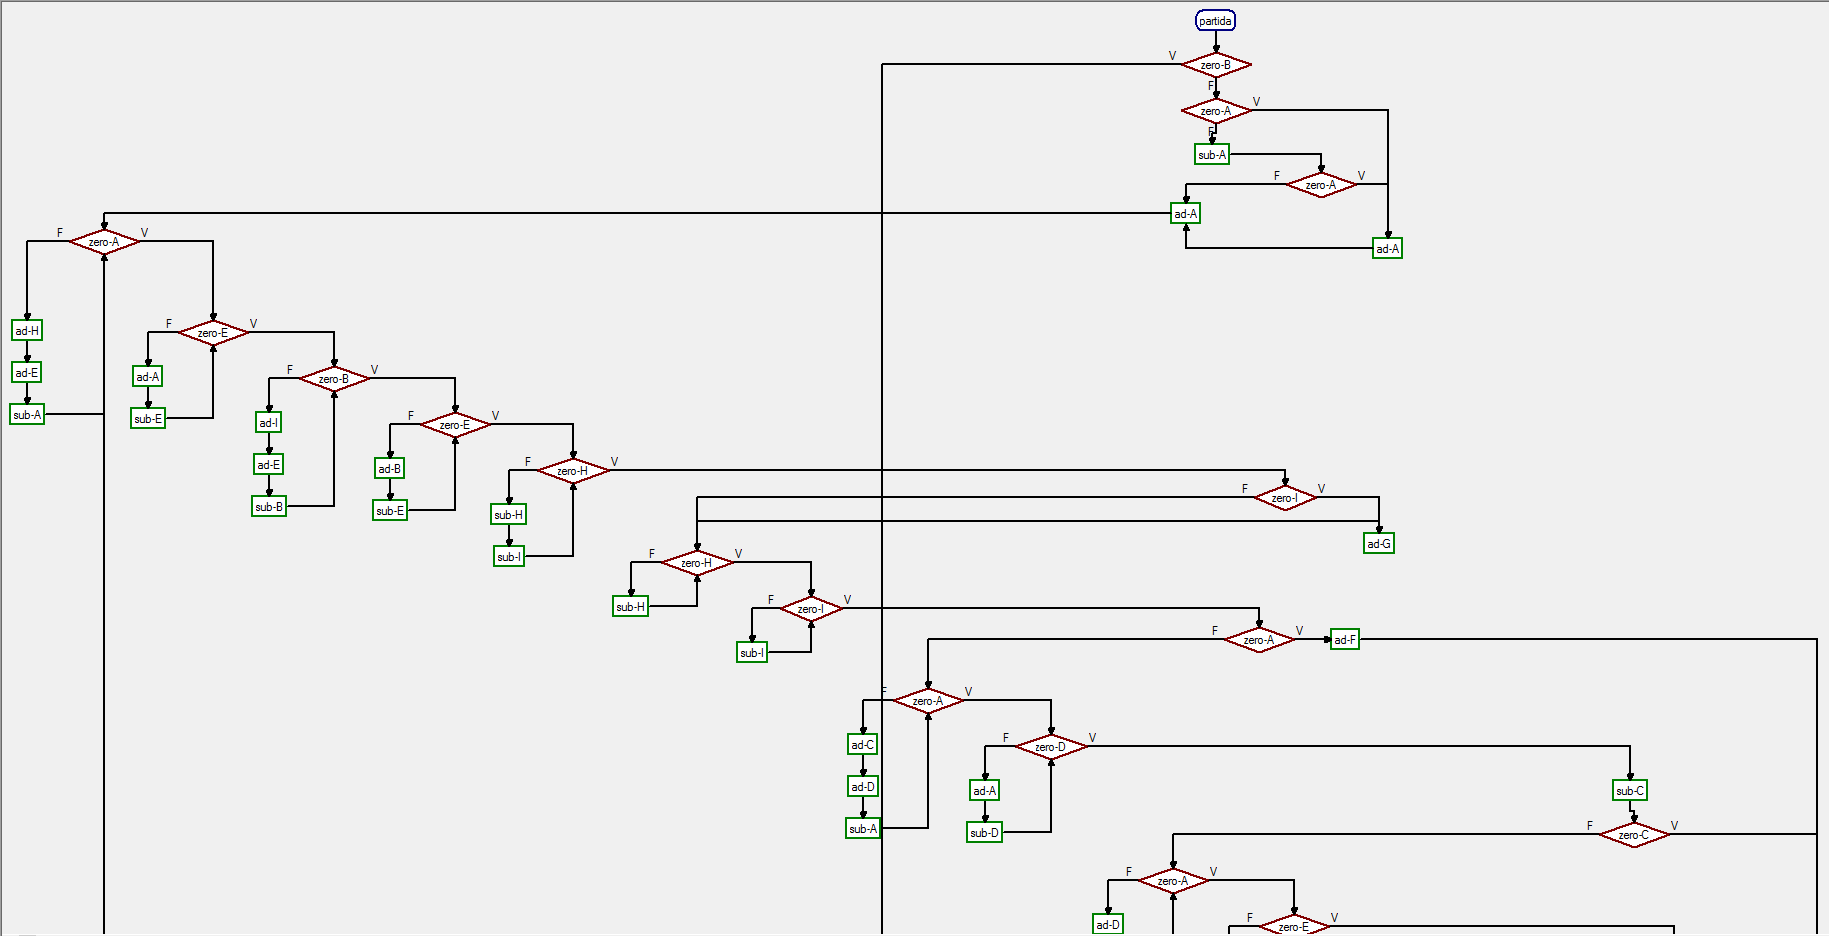 partida
V
zero-B
F
zero-A
V
F
sub-A
F
zero-A
V
ad-A
F
zero-A
V
ad-A
ad-H
F
zero-E
V
ad-E
ad-A
F
zero-B
V
sub-A
sub-E
ad-I
F
zero-E
V
ad-E
ad-B
F
zero-H
V
sub-B
sub-E
sub-H
F
zero-I
V
sub-I
ad-G
F
zero-H
V
sub-H
F
zero-I
V
sub-I
F
zero-A
V
ad-F
F
zero-A
V
ad-C
F
zero-D
V
ad-D
ad-A
sub-C
sub-A
sub-D
F
zero-C
V
F
zero-A
V
ad-D
F
zero-E
V